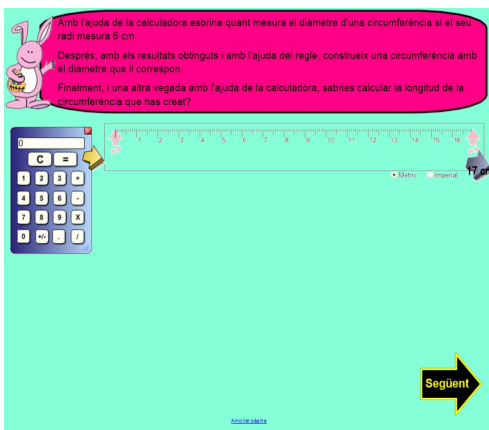 Amb l'ajuda de la calculadora esbrina quant mesura el diàmetre d'una circumferència si el seu
radi mesura 6 cm.
Després, amb els resultats obtinguts i amb l'ajuda del regle, construeix una circumferència amb
el diàmetre que li correspon.
Finalment, i una altra vegada amb l'ajuda de la calculadora, sabries calcular la longitud de la
circumferència que has creat?
0
C =
1 2 3 +
4 5 6 -
7 8 9 X
0 +/- . /
1 2 3 4 5 6 7 8 9 10 11 12 13 14 15 16
Metric Imperial
17 cm
Següent
Ampliar pàgina